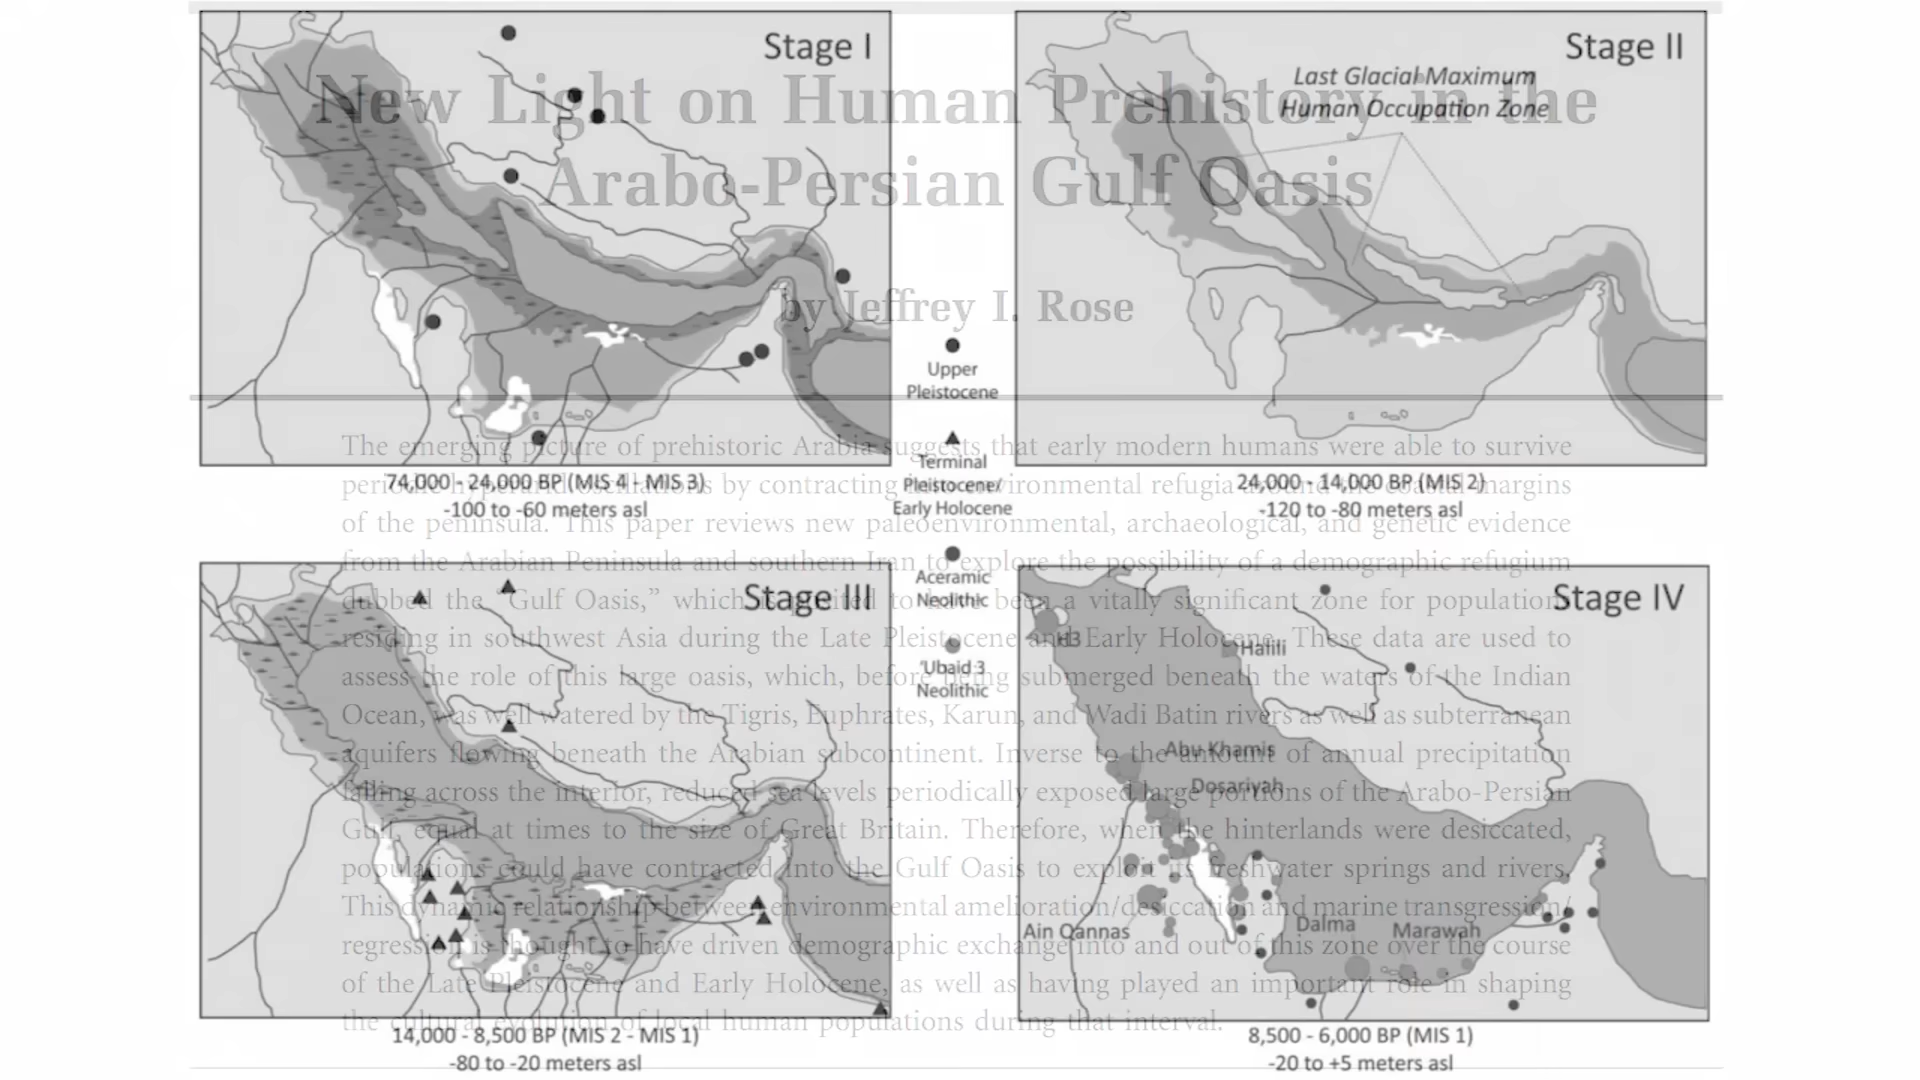 Stage I
Stage II
Last Glacial Maximum
Human Occupation Zone
New Light on Human Prehistory in the
Arabo-Persian Gulf Oasis
by Jeffrey I. Rose
Upper
Pleistocene
Terminal
Pleistocene/
Early Holocene
Aceramic
Neolithic
'Ubaid 3
Neolithic
74,000 - 24,000 BP (MIS 4 - MIS 3)
-100 to -60 meters asl
24,000 - 14,000 BP (MIS 2)
-120 to -80 meters asl
The emerging picture of prehistoric Arabia suggests that early modern humans were able to survive
periodic hyperarid oscillations by contracting into environmental refugia around the coastal margins
of the peninsula. This paper reviews new paleoenvironmental, archaeological, and genetic evidence
from the Arabian Peninsula and southern Iran to explore the possibility of a demographic refugium
dubbed the “Gulf Oasis,” which is posited to have been a vitally significant zone for populations
residing in southwest Asia during the Late Pleistocene and Early Holocene. These data are used to
assess the role of this large oasis, which, before being submerged beneath the waters of the Indian
Ocean, was well watered by the Tigris, Euphrates, Karun, and Wadi Batin rivers as well as subterranean
aquifers flowing beneath the Arabian subcontinent. Inverse to the amount of annual precipitation
falling across the interior, reduced sea levels periodically exposed large portions of the Arabo-Persian
Gulf, equal at times to the size of Great Britain. Therefore, when the hinterlands were desiccated,
populations could have contracted into the Gulf Oasis to exploit its freshwater springs and rivers.
This dynamic relationship between environmental amelioration/desiccation and marine transgression/
regression is thought to have driven demographic exchange into and out of this zone over the course
of the Late Pleistocene and Early Holocene, as well as having played an important role in shaping
the cultural evolution of local human populations during that interval.
Stage III
Stage IV
H3
Halili
Abu Khamis
Dosariyah
Ain Qannas
Dalma
Marawah
14,000 - 8,500 BP (MIS 2 - MIS 1)
-80 to -20 meters asl
8,500 - 6,000 BP (MIS 1)
-20 to +5 meters asl